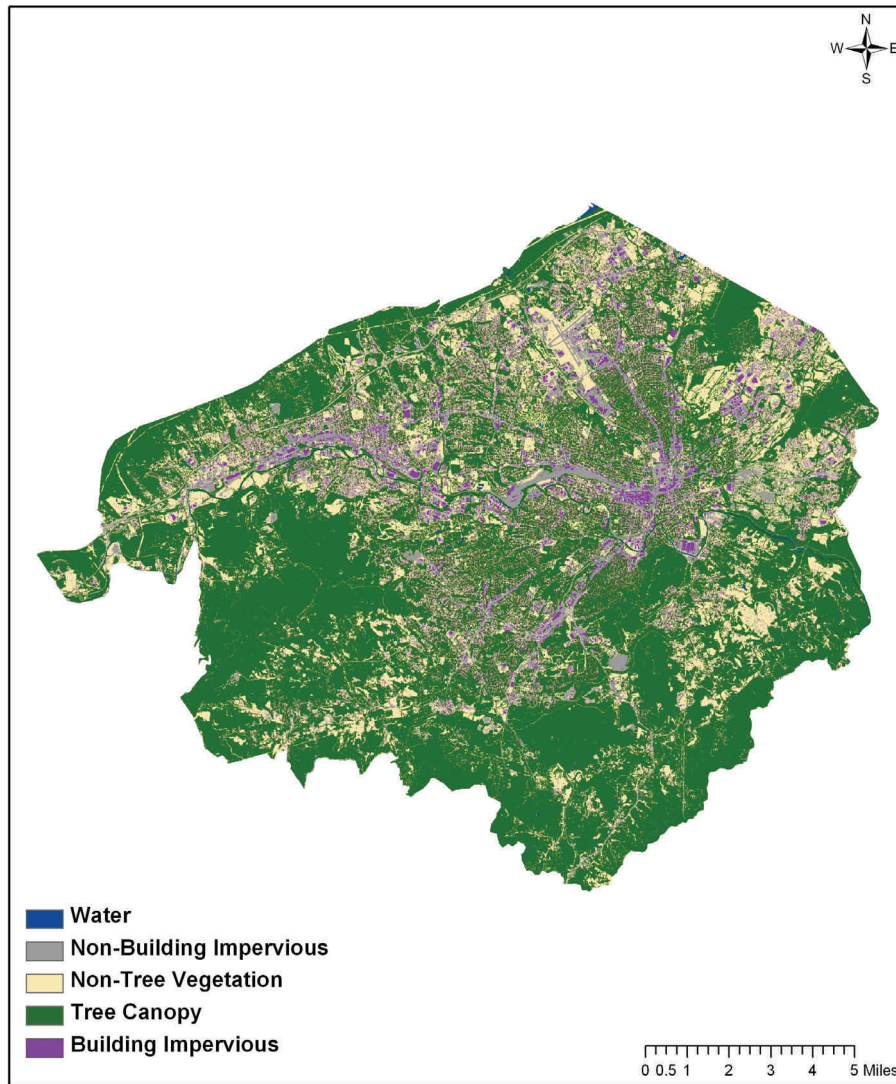 N
W E
S
Water
Non-Building Impervious
Non-Tree Vegetation
Tree Canopy
Building Impervious
0 0.5 1 2 3 4 5 Miles